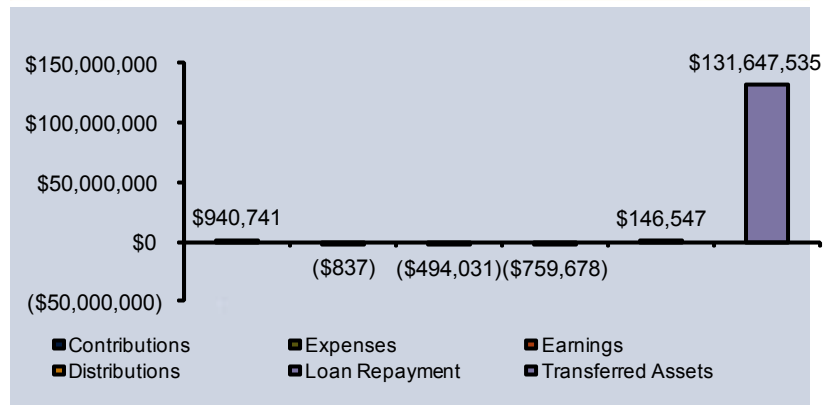 $150,000,000
$131,647,535
$100,000,000
$50,000,000
$940,741
$146,547
$0
($837)
($494,031)
($759,678)
($50,000,000)
Contributions
Expenses
Earnings
Distributions
Loan Repayment
Transferred Assets